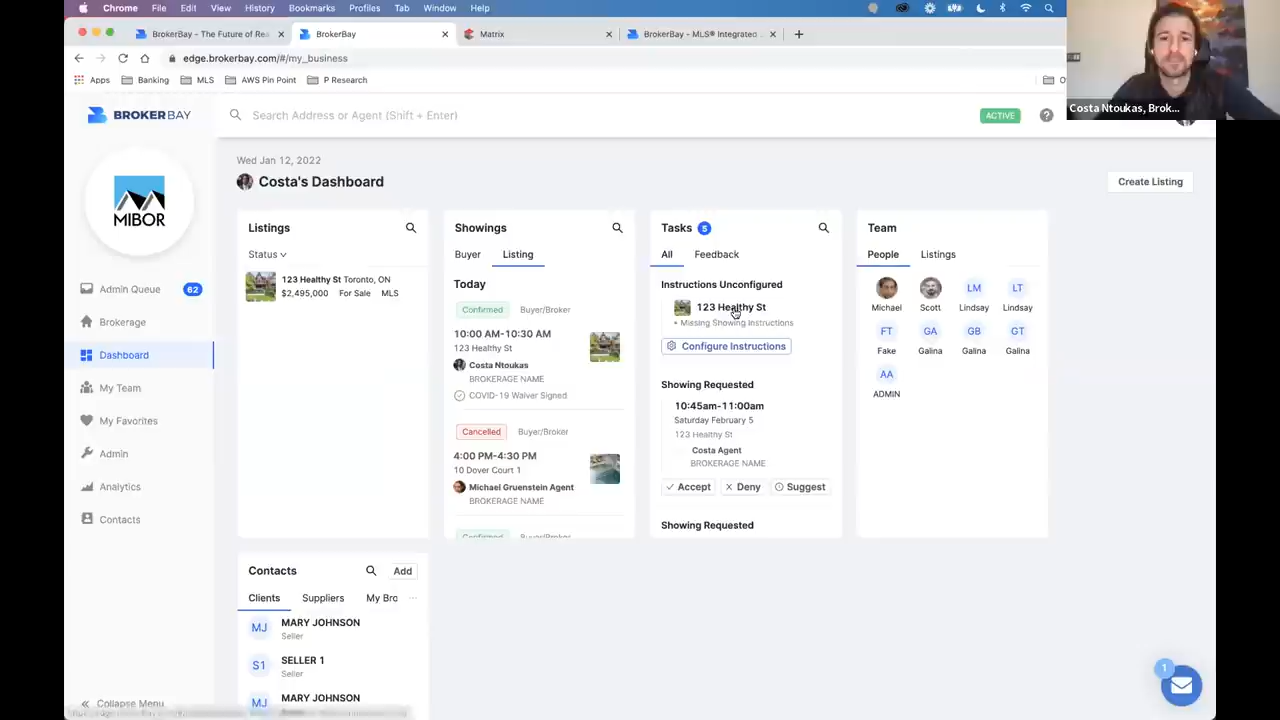 Chrome File Edit View History Bookmarks Profiles Tab Window Help
BrokerBay - The Future of Rea
BrokerBay
Matrix
BrokerBay - MLS® Integrated
edge.brokerbay.com/#/my_business
Apps Banking MLS AWS Pin Point P Research
Costa Ntoukas, Brok...
BROKERBAY
Search Address or Agent (Shift + Enter)
ACTIVE
MIBOR
Admin Queue 62
Brokerage
Dashboard
My Team
My Favorites
Admin
Analytics
Contacts
Collapse Menu
Wed Jan 12, 2022
Costa's Dashboard
Create Listing
Listings
Status
123 Healthy St Toronto, ON
$2,495,000 For Sale MLS
Showings
Buyer Listing
Today
Confirmed Buyer/Broker
10:00 AM-10:30 AM
123 Healthy St
Costa Ntoukas
BROKERAGE NAME
COVID-19 Waiver Signed
Cancelled Buyer/Broker
4:00 PM-4:30 PM
10 Dover Court 1
Michael Gruenstein Agent
BROKERAGE NAME
Confirmed Buyer/Broker
Tasks 5
All Feedback
Instructions Unconfigured
123 Healthy St
• Missing Showing Instructions
Configure Instructions
Showing Requested
10:45am-11:00am
Saturday February 5
123 Healthy St
Costa Agent
BROKERAGE NAME
Accept Deny Suggest
Showing Requested
Team
People Listings
LM LT
Michael Scott Lindsay Lindsay
FT GA GB GT
Fake Galina Galina Galina
AA
ADMIN
Contacts
Add
Clients Suppliers My Bro ...
MJ MARY JOHNSON
Seller
S1 SELLER 1
Seller
MJ MARY JOHNSON
1